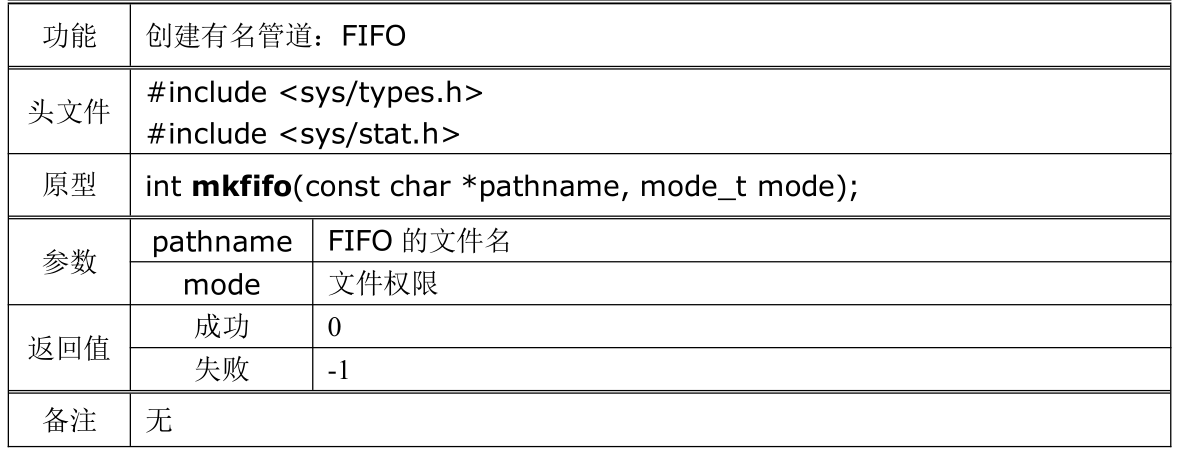 功能 创建有名管道：FIFO
头文件 #include <sys/types.h>
#include <sys/stat.h>
原型 int mkfifo(const char *pathname, mode_t mode);
参数 pathname FIFO 的文件名
mode 文件权限
返回值 成功 0
失败 -1
备注 无